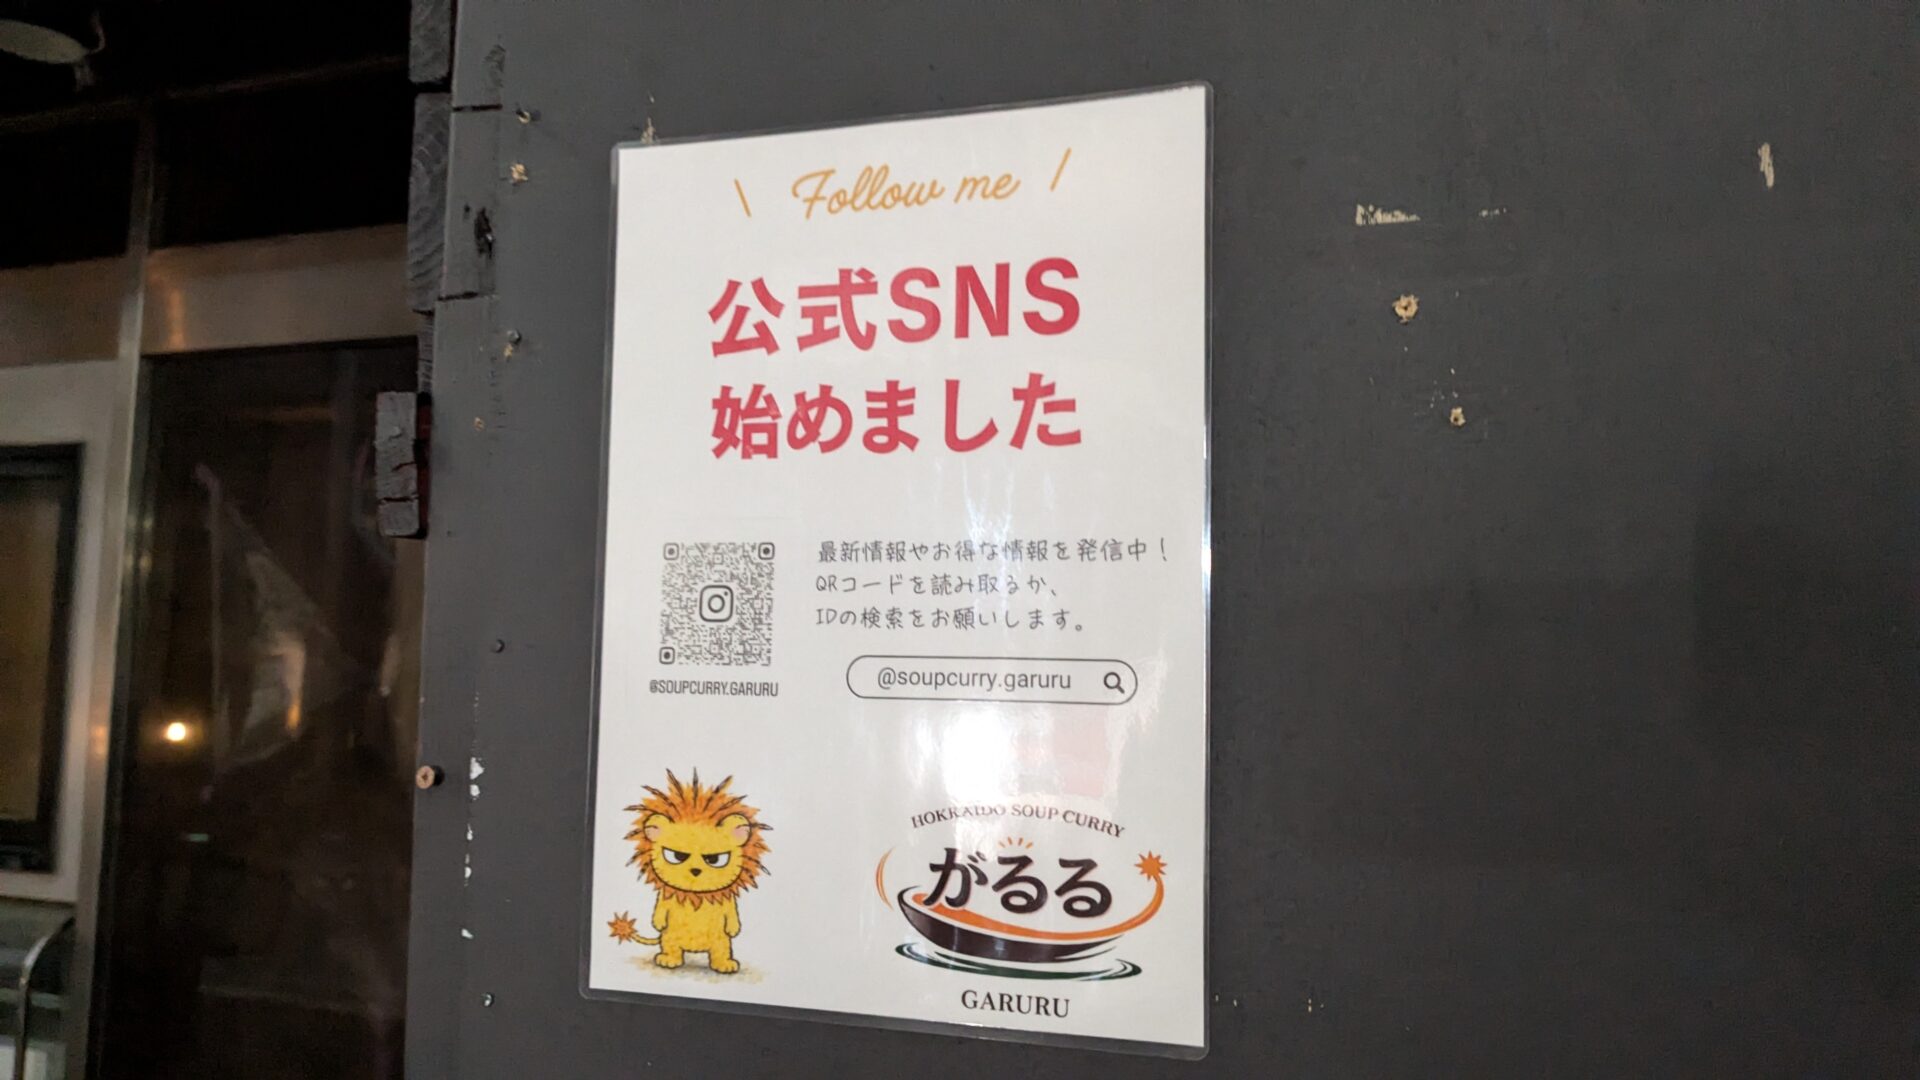 Follow me
公式SNS
始めました
最新情報やお得な情報を発信中！
QRコードを読み取るか、
IDの検索をお願いします。
@SOUPCURRY.GARURU
@soupcurry.garuru
HOKKAIDO SOUP CURRY
がるる
GARURU